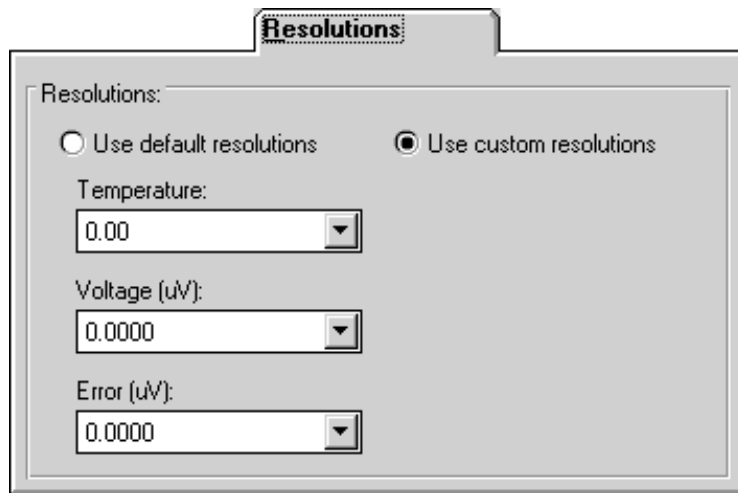 Resolutions
Resolutions:
Use default resolutions Use custom resolutions
Temperature:
0.00
Voltage (uV):
0.0000
Error (uV):
0.0000